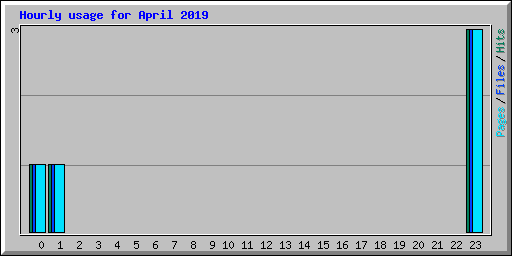 Hourly usage for April 2019
3
Pages/Files/Hits
0 1 2 3 4 5 6 7 8 9 10 11 12 13 14 15 16 17 18 19 20 21 22 23